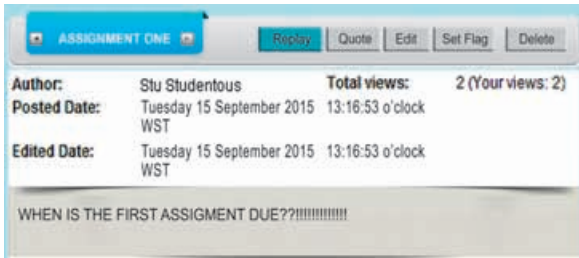 ASSIGNMENT ONE
Replay Quote Edit Set Flag Delete
Author: Stu Studentous Total views: 2 (Your views: 2)
Posted Date: Tuesday 15 September 2015 13:16:53 o'clock
WST
Edited Date: Tuesday 15 September 2015 13:16:53 o'clock
WST
WHEN IS THE FIRST ASSIGMENT DUE??!!!!!!!!!!!!!!